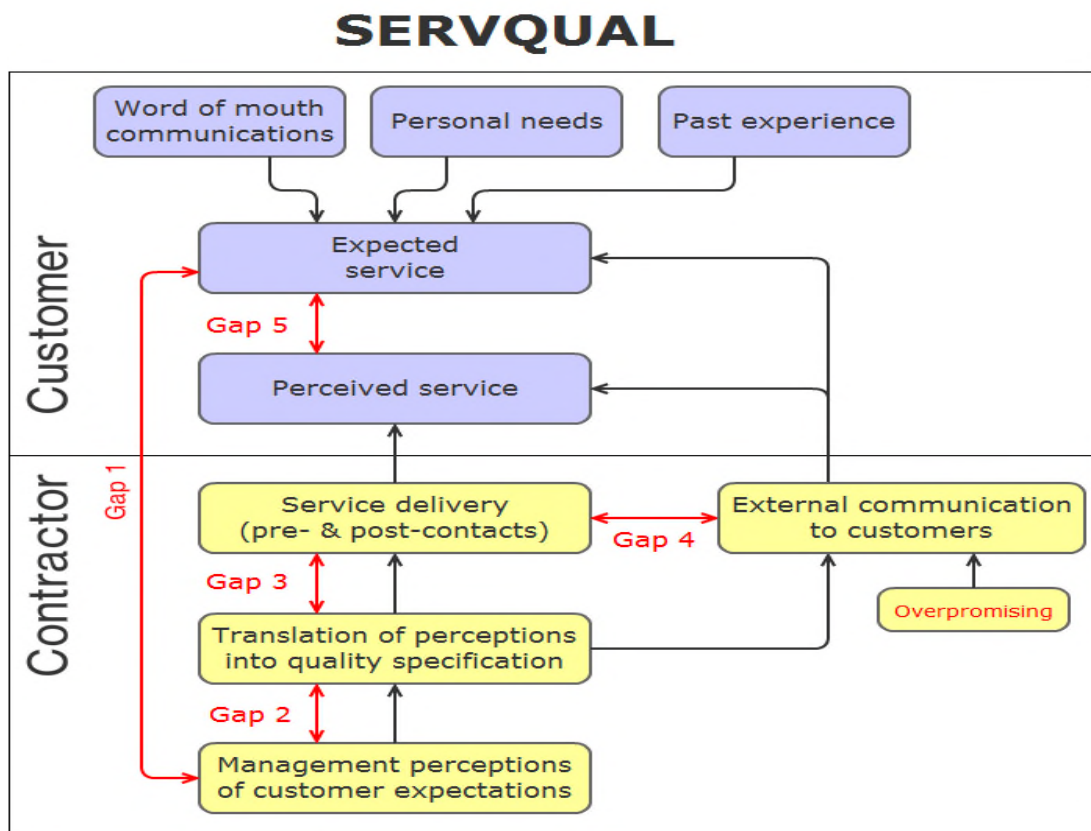 SERVQUAL
Word of mouth
communications
Personal needs
Past experience
Customer
Expected
service
Gap 5
Perceived service
Gap 1
Contractor
Service delivery
(pre- & post-contacts)
Gap 4
External communication
to customers
Gap 3
Overpromising
Translation of perceptions
into quality specification
Gap 2
Management perceptions
of customer expectations